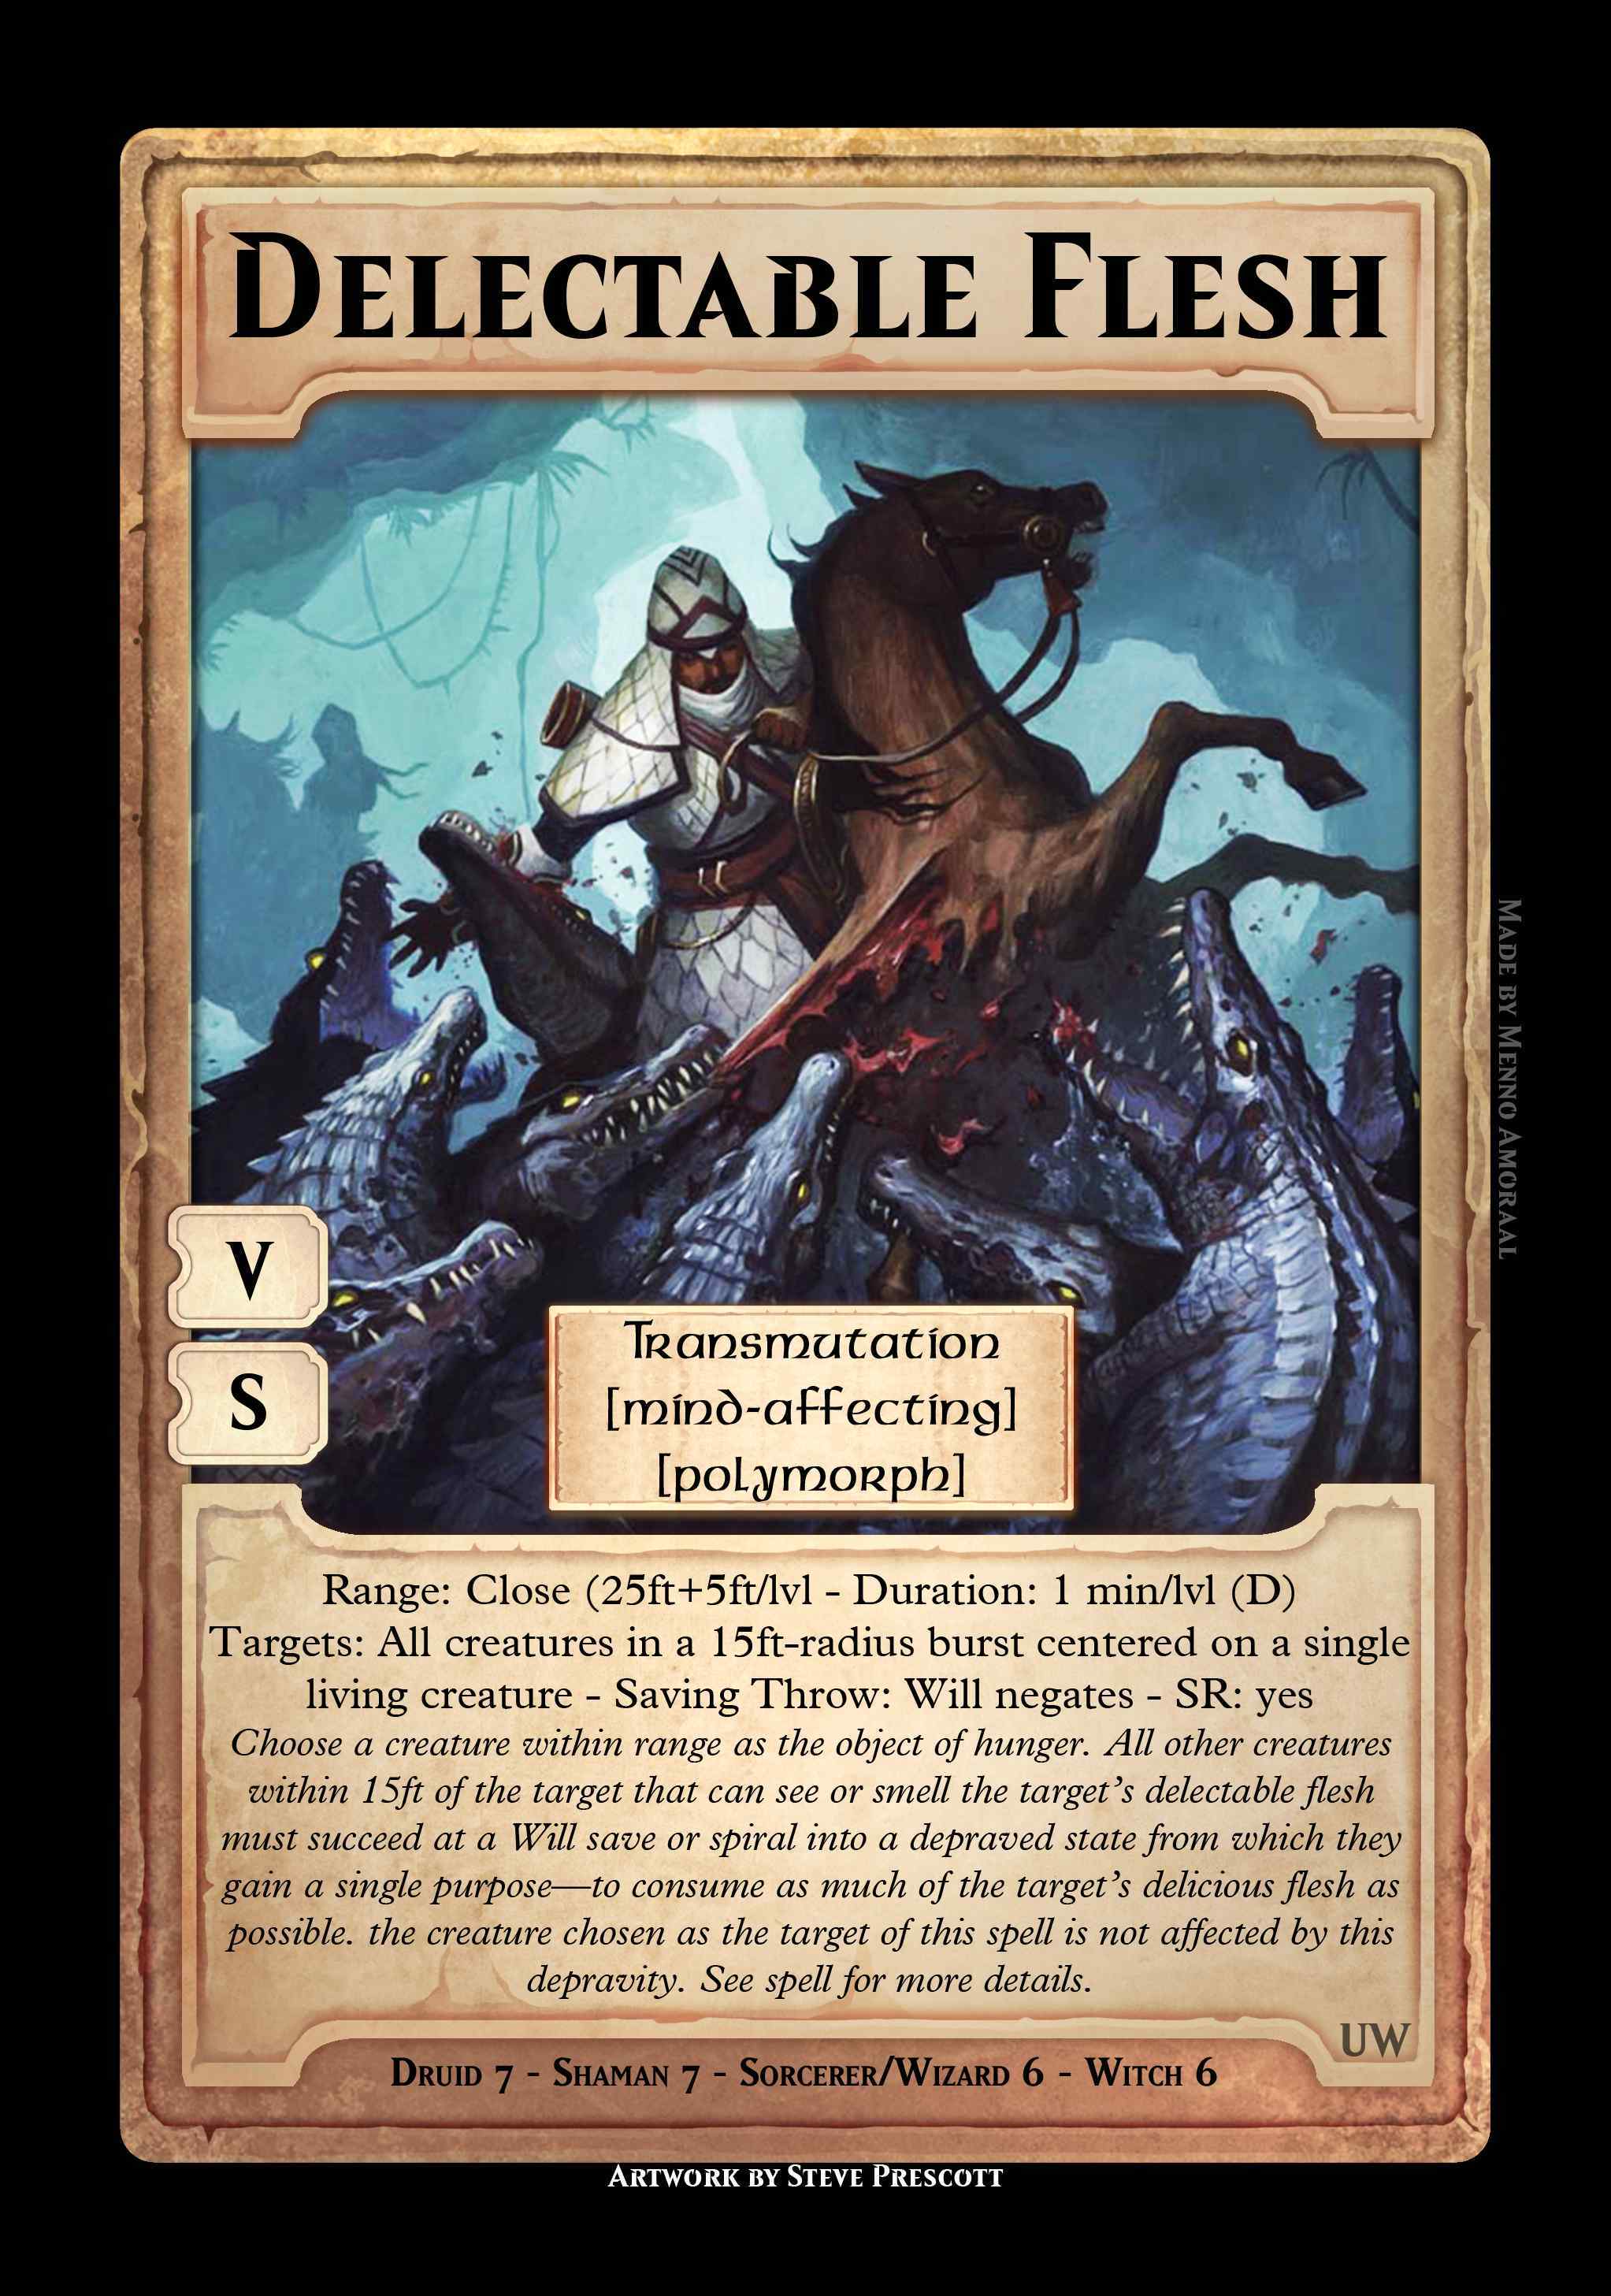 Delectable Flesh
V
S
Transmutation
[mind-affecting]
[polymorph]
Range: Close (25ft+5ft/lvl - Duration: 1 min/lvl (D)
Targets: All creatures in a 15ft-radius burst centered on a single
living creature - Saving Throw: Will negates - SR: yes
Choose a creature within range as the object of hunger. All other creatures
within 15ft of the target that can see or smell the target's delectable flesh
must succeed at a Will save or spiral into a depraved state from which they
gain a single purpose—to consume as much of the target's delicious flesh as
possible. the creature chosen as the target of this spell is not affected by this
depravity. See spell for more details.
UW
Druid 7 - Shaman 7 - Sorcerer/Wizard 6 - Witch 6
Artwork by Steve Prescott
Made by Menno Amoraal